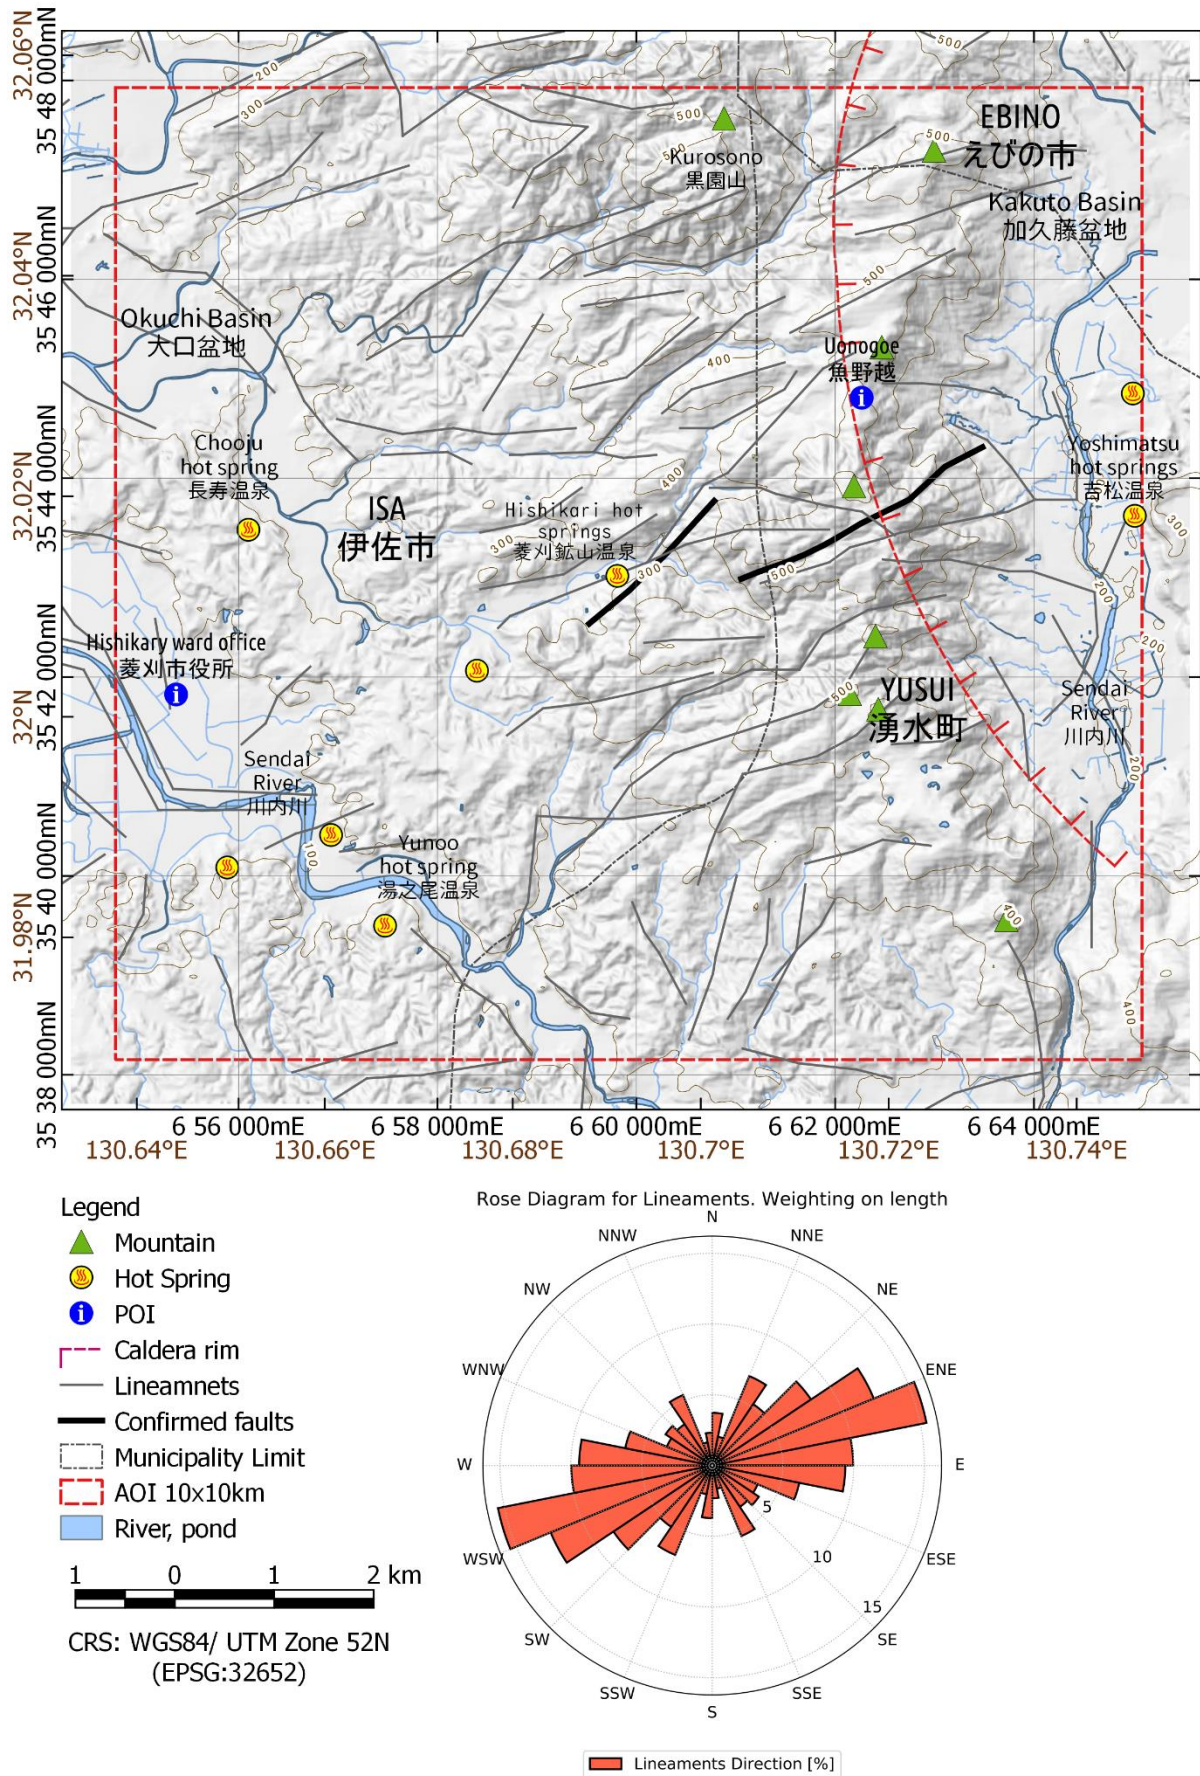 500
200
300
500
Kurosono
黒園山
500
500
EBINO
えびの市
Kakuto Basin
加久藤盆地
500
Okuchi Basin
大口盆地
400
Uonogoe
魚野越
Chooju
hot spring
長寿温泉
Yoshimatsu
hot springs
吉松温泉
400
300
ISA
伊佐市
Hishikari hot
springs
菱刈鉱山温泉
300
300
500
200
200
Hishikary ward office
菱刈市役所
500
YUSUI
湧水町
Sendai
River
川内川
200
Sendai
River
川内川
100
Yunoo
hot spring
湯之尾温泉
400
400
32.06°N
32.04°N
32.02°N
32°N
31.98°N
35 48 000mN
35 46 000mN
35 44 000mN
35 42 000mN
35 40 000mN
35 38 000mN
6 56 000mE
6 58 000mE
6 60 000mE
6 62 000mE
6 64 000mE
130.64°E
130.66°E
130.68°E
130.7°E
130.72°E
130.74°E
Legend
Mountain
Hot Spring
POI
Caldera rim
Lineamnets
Confirmed faults
Municipality Limit
AOI 10x10km
River, pond
1 0 1 2 km
CRS: WGS84/ UTM Zone 52N
(EPSG:32652)
Rose Diagram for Lineaments. Weighting on length
N
NNE
NE
ENE
E
ESE
SE
SSE
S
SSW
SW
WSW
W
WNW
NW
NNW
5
10
15
Lineaments Direction [%]